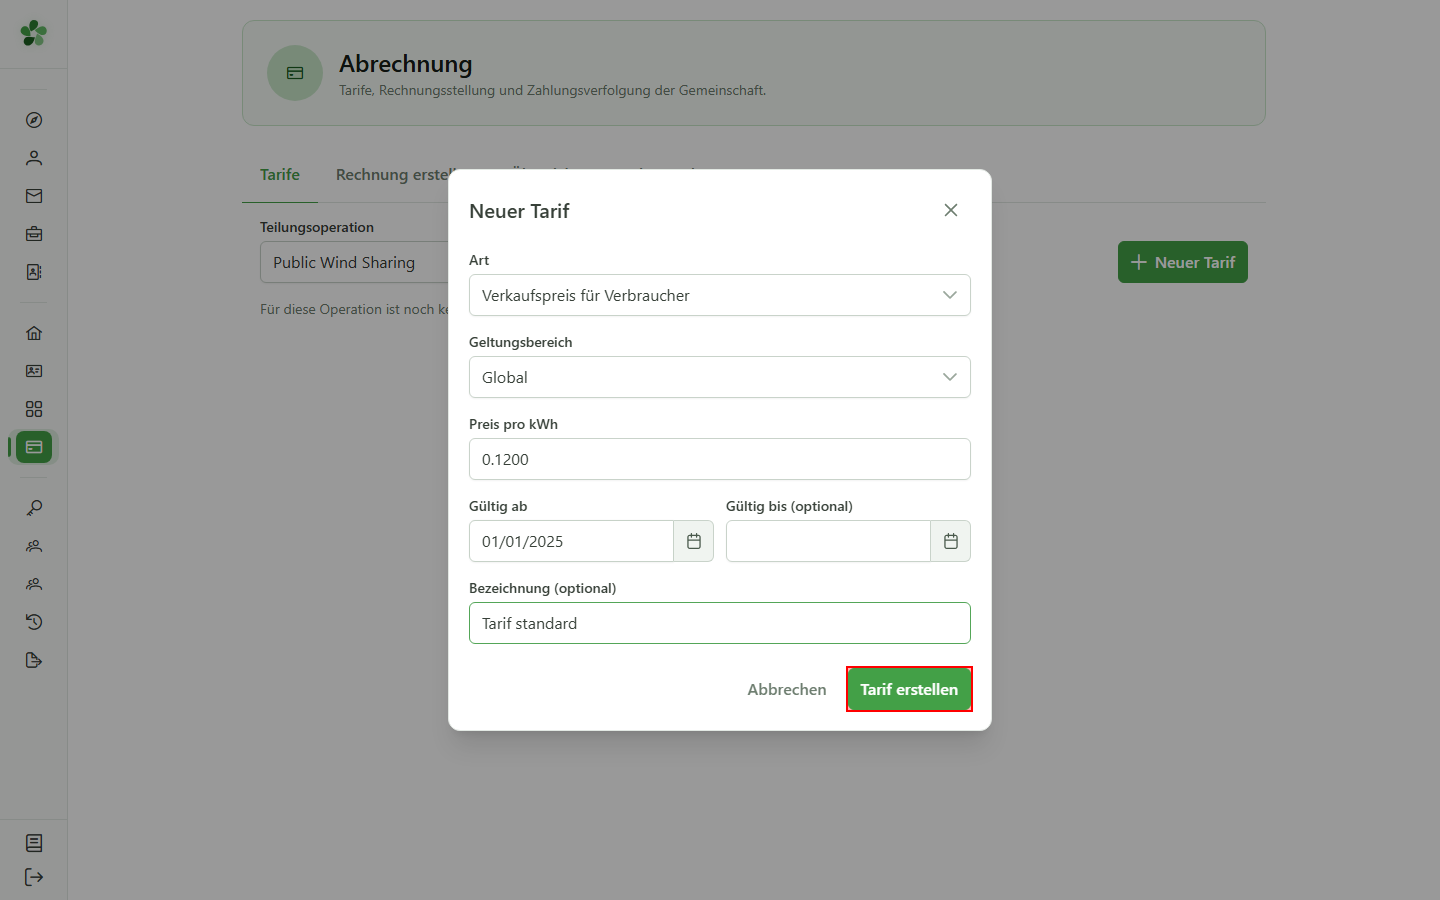 Abrechnung
Tarife, Rechnungsstellung und Zahlungsverfolgung der Gemeinschaft.
Tarife
Rechnung
Teilungsoperation
Public Wind Sharing
Neuer Tarif
Für diese Operation ist noch
Neuer Tarif
Art
Verkaufspreis für Verbraucher
Geltungsbereich
Global
Preis pro kWh
0.1200
Gültig ab
Gültig bis (optional)
01/01/2025
Bezeichnung (optional)
Tarif standard
Abbrechen
Tarif erstellen